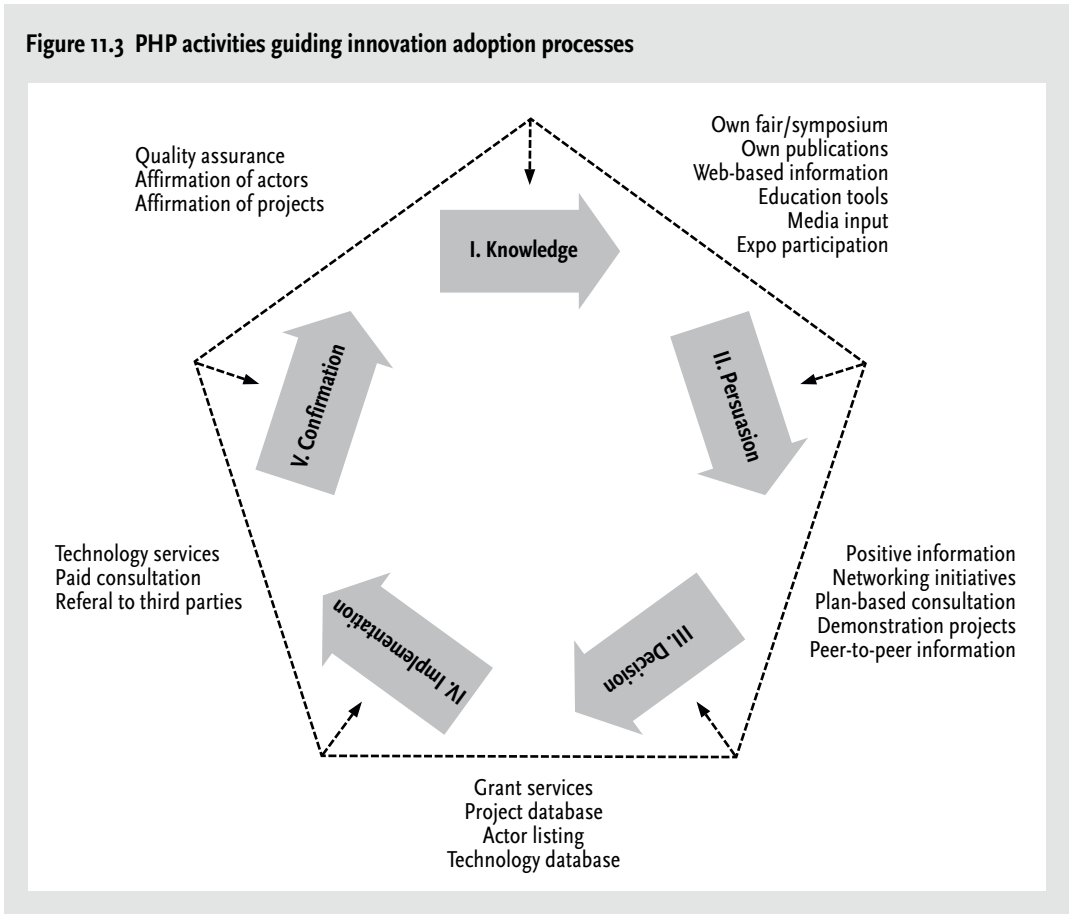 Figure 11.3 PHP activities guiding innovation adoption processes
Quality assurance
Affirmation of actors
Affirmation of projects
Own fair/symposium
Own publications
Web-based information
Education tools
Media input
Expo participation
I. Knowledge
II. Persuasion
V. Confirmation
Technology services
Paid consultation
Referal to third parties
Positive information
Networking initiatives
Plan-based consultation
Demonstration projects
Peer-to-peer information
III. Decision
IV. Implementation
Grant services
Project database
Actor listing
Technology database